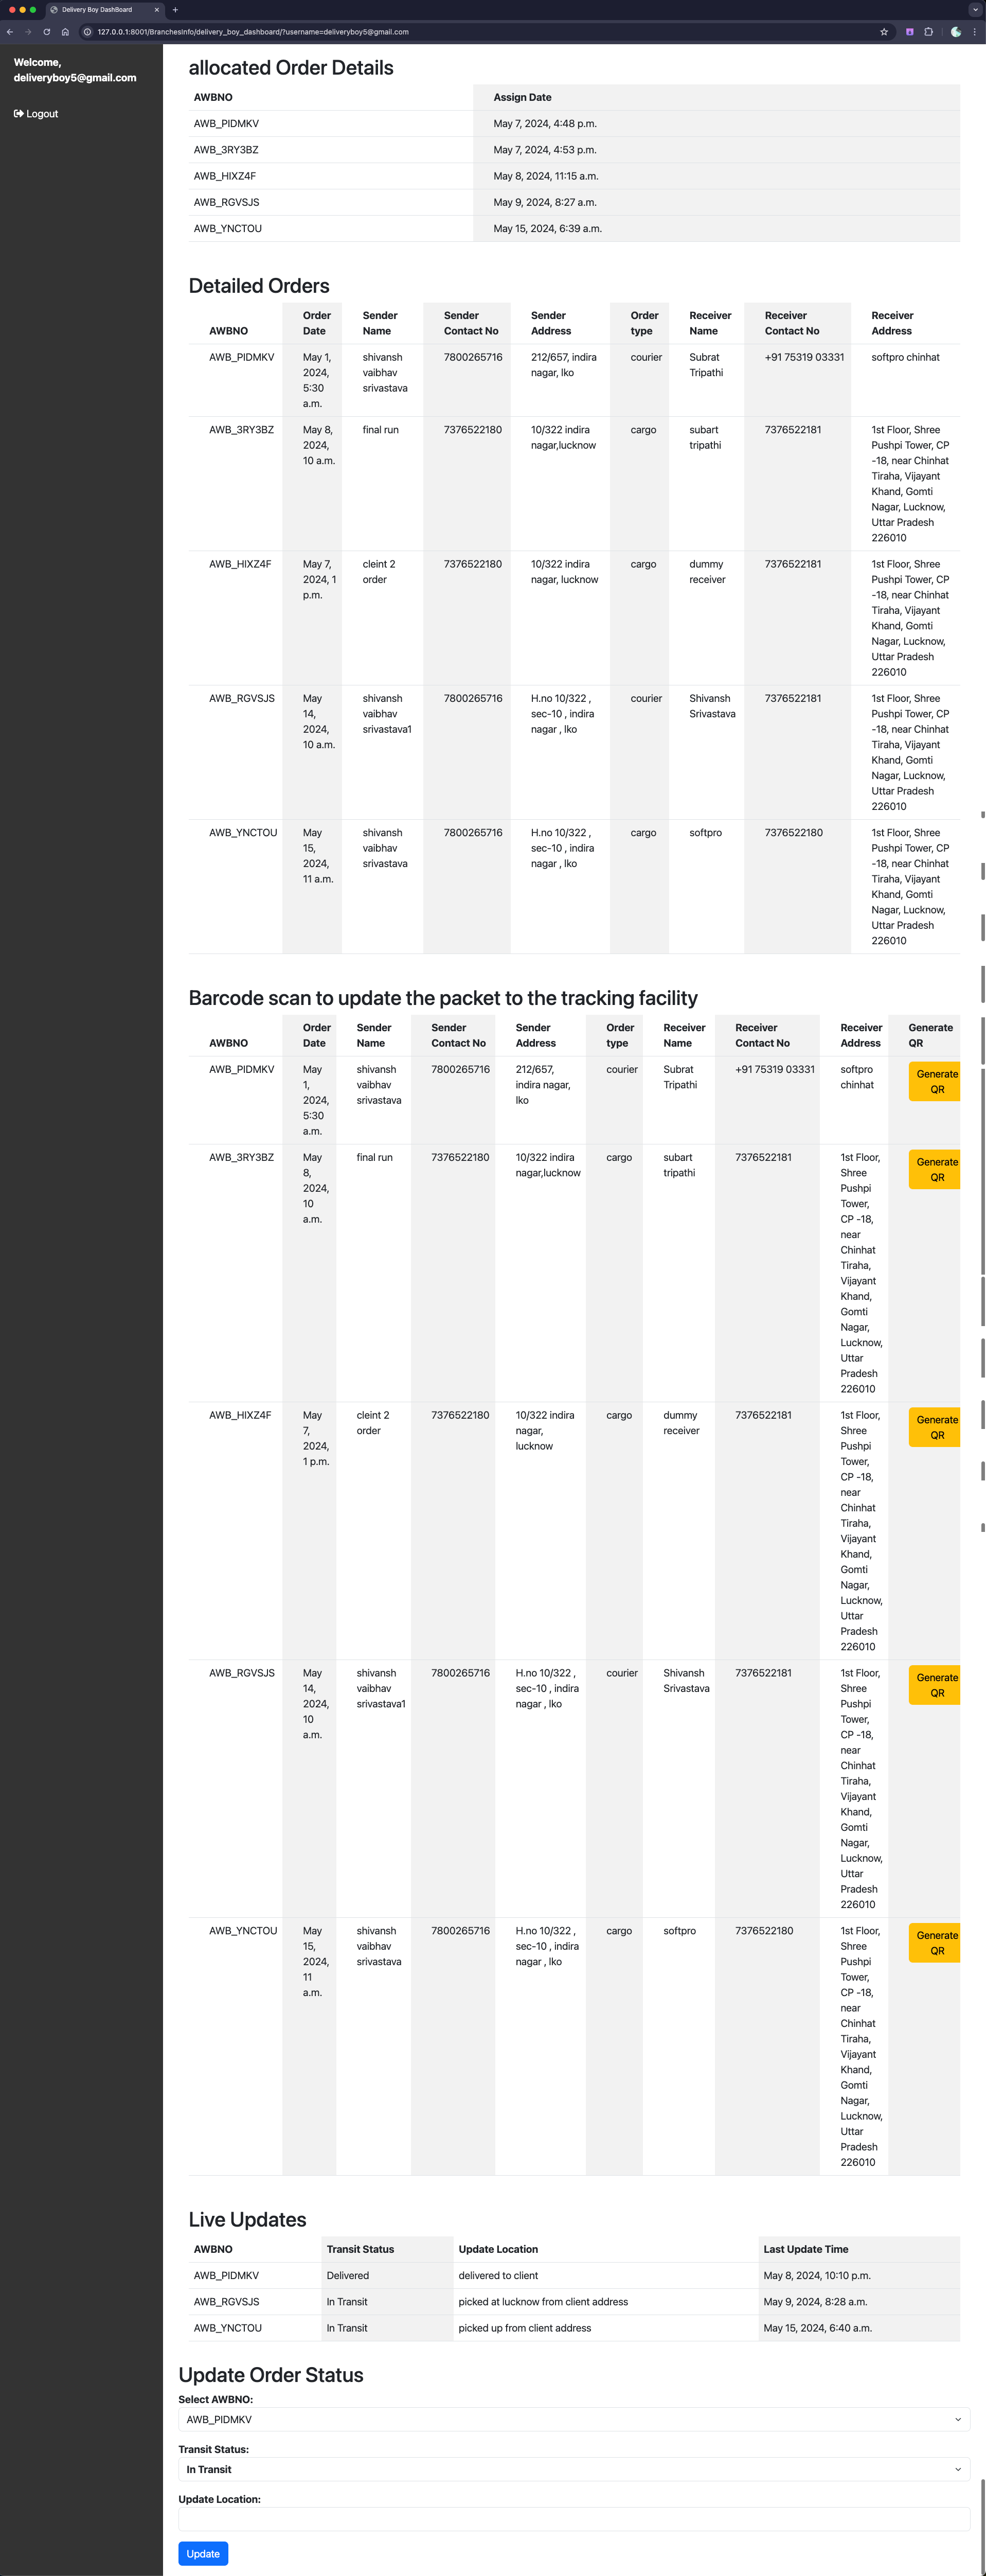 Delivery Boy DashBoard
127.0.0.1:8001/BranchesInfo/delivery_boy_dashboard/?username=deliveryboy5@gmail.com
Welcome,
deliveryboy5@gmail.com
Logout
allocated Order Details
AWBNO Assign Date
AWB_PIDMKV May 7, 2024, 4:48 p.m.
AWB_3RY3BZ May 7, 2024, 4:53 p.m.
AWB_HIXZ4F May 8, 2024, 11:15 a.m.
AWB_RGVSJS May 9, 2024, 8:27 a.m.
AWB_YNCTOU May 15, 2024, 6:39 a.m.
Detailed Orders
Order Sender Sender Sender Order Receiver Receiver Receiver
AWBNO Date Name Contact No Address type Name Contact No Address
AWB_PIDMKV May 1, shivansh 7800265716 212/657, indira courier Subrat +91 75319 03331 softpro chinhat
2024, vaibhav nagar, lko Tripathi
5:30 srivastava
a.m.
AWB_3RY3BZ May 8, final run 7376522180 10/322 indira cargo subart 7376522181 1st Floor, Shree
2024, nagar,lucknow tripathi Pushpi Tower, CP
10 a.m. -18, near Chinhat
Tiraha, Vijayant
Khand, Gomti
Nagar, Lucknow,
Uttar Pradesh
226010
AWB_HIXZ4F May 7, cleint 2 7376522180 10/322 indira cargo dummy 7376522181 1st Floor, Shree
2024, 1 order nagar, lucknow receiver Pushpi Tower, CP
p.m. -18, near Chinhat
Tiraha, Vijayant
Khand, Gomti
Nagar, Lucknow,
Uttar Pradesh
226010
AWB_RGVSJS May shivansh 7800265716 H.no 10/322 , courier Shivansh 7376522181 1st Floor, Shree
14, vaibhav sec-10 , indira Srivastava Pushpi Tower, CP
2024, srivastava1 nagar , lko -18, near Chinhat
10 a.m. Tiraha, Vijayant
Khand, Gomti
Nagar, Lucknow,
Uttar Pradesh
226010
AWB_YNCTOU May shivansh 7800265716 H.no 10/322 , cargo softpro 7376522180 1st Floor, Shree
15, vaibhav sec-10 , indira Pushpi Tower, CP
2024, srivastava nagar , lko -18, near Chinhat
11 a.m. Tiraha, Vijayant
Khand, Gomti
Nagar, Lucknow,
Uttar Pradesh
226010
Barcode scan to update the packet to the tracking facility
Order Sender Sender Sender Order Receiver Receiver Receiver Generate
AWBNO Date Name Contact No Address type Name Contact No Address QR
AWB_PIDMKV May shivansh 7800265716 212/657, courier Subrat +91 75319 03331 softpro Generate
1, vaibhav indira nagar, Tripathi chinhat QR
2024, srivastava lko
5:30
a.m.
AWB_3RY3BZ May final run 7376522180 10/322 indira cargo subart 7376522181 1st Floor, Generate
8, nagar,lucknow tripathi Shree QR
2024, Pushpi
10 Tower,
a.m. CP -18,
near
Chinhat
Tiraha,
Vijayant
Khand,
Gomti
Nagar,
Lucknow,
Uttar
Pradesh
226010
AWB_HIXZ4F May cleint 2 7376522180 10/322 indira cargo dummy 7376522181 1st Floor, Generate
7, order nagar, receiver Shree QR
2024, lucknow Pushpi
1 p.m. Tower,
CP -18,
near
Chinhat
Tiraha,
Vijayant
Khand,
Gomti
Nagar,
Lucknow,
Uttar
Pradesh
226010
AWB_RGVSJS May shivansh 7800265716 H.no 10/322 , courier Shivansh 7376522181 1st Floor, Generate
14, vaibhav sec-10 , indira Srivastava Shree QR
2024, srivastava1 nagar , lko Pushpi
10 Tower,
a.m. CP -18,
near
Chinhat
Tiraha,
Vijayant
Khand,
Gomti
Nagar,
Lucknow,
Uttar
Pradesh
226010
AWB_YNCTOU May shivansh 7800265716 H.no 10/322 , cargo softpro 7376522180 1st Floor, Generate
15, vaibhav sec-10 , indira Shree QR
2024, srivastava nagar , lko Pushpi
11 Tower,
a.m. CP -18,
near
Chinhat
Tiraha,
Vijayant
Khand,
Gomti
Nagar,
Lucknow,
Uttar
Pradesh
226010
Live Updates
AWBNO Transit Status Update Location Last Update Time
AWB_PIDMKV Delivered delivered to client May 8, 2024, 10:10 p.m.
AWB_RGVSJS In Transit picked at lucknow from client address May 9, 2024, 8:28 a.m.
AWB_YNCTOU In Transit picked up from client address May 15, 2024, 6:40 a.m.
Update Order Status
Select AWBNO:
AWB_PIDMKV
Transit Status:
In Transit
Update Location:
Update